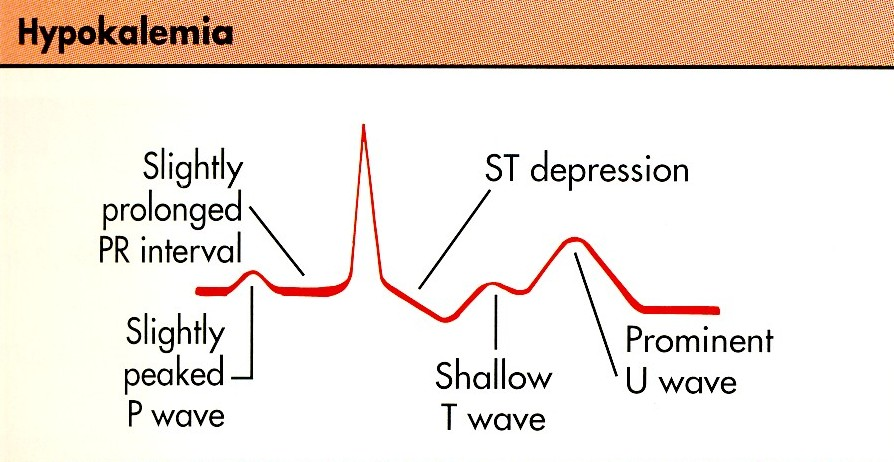 Hypokalemia
Slightly
prolonged
PR interval
ST depression
Slightly
peaked
P wave
Shallow
T wave
Prominent
U wave